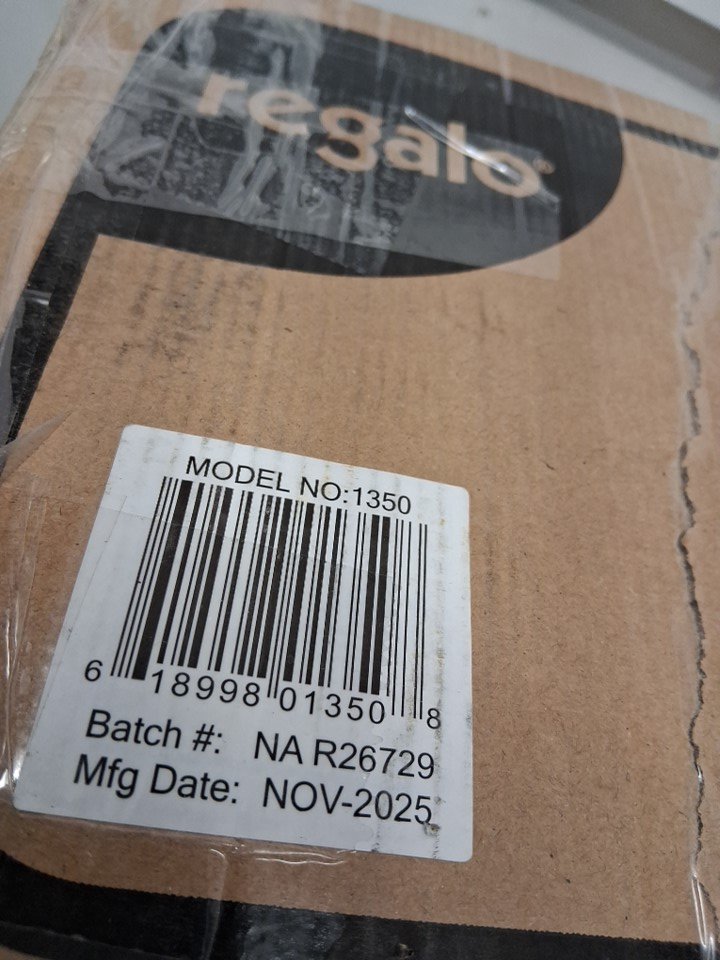 regalo®
MODEL NO:1350
6 18998 01350 8
Batch #: NA R26729
Mfg Date: NOV-2025